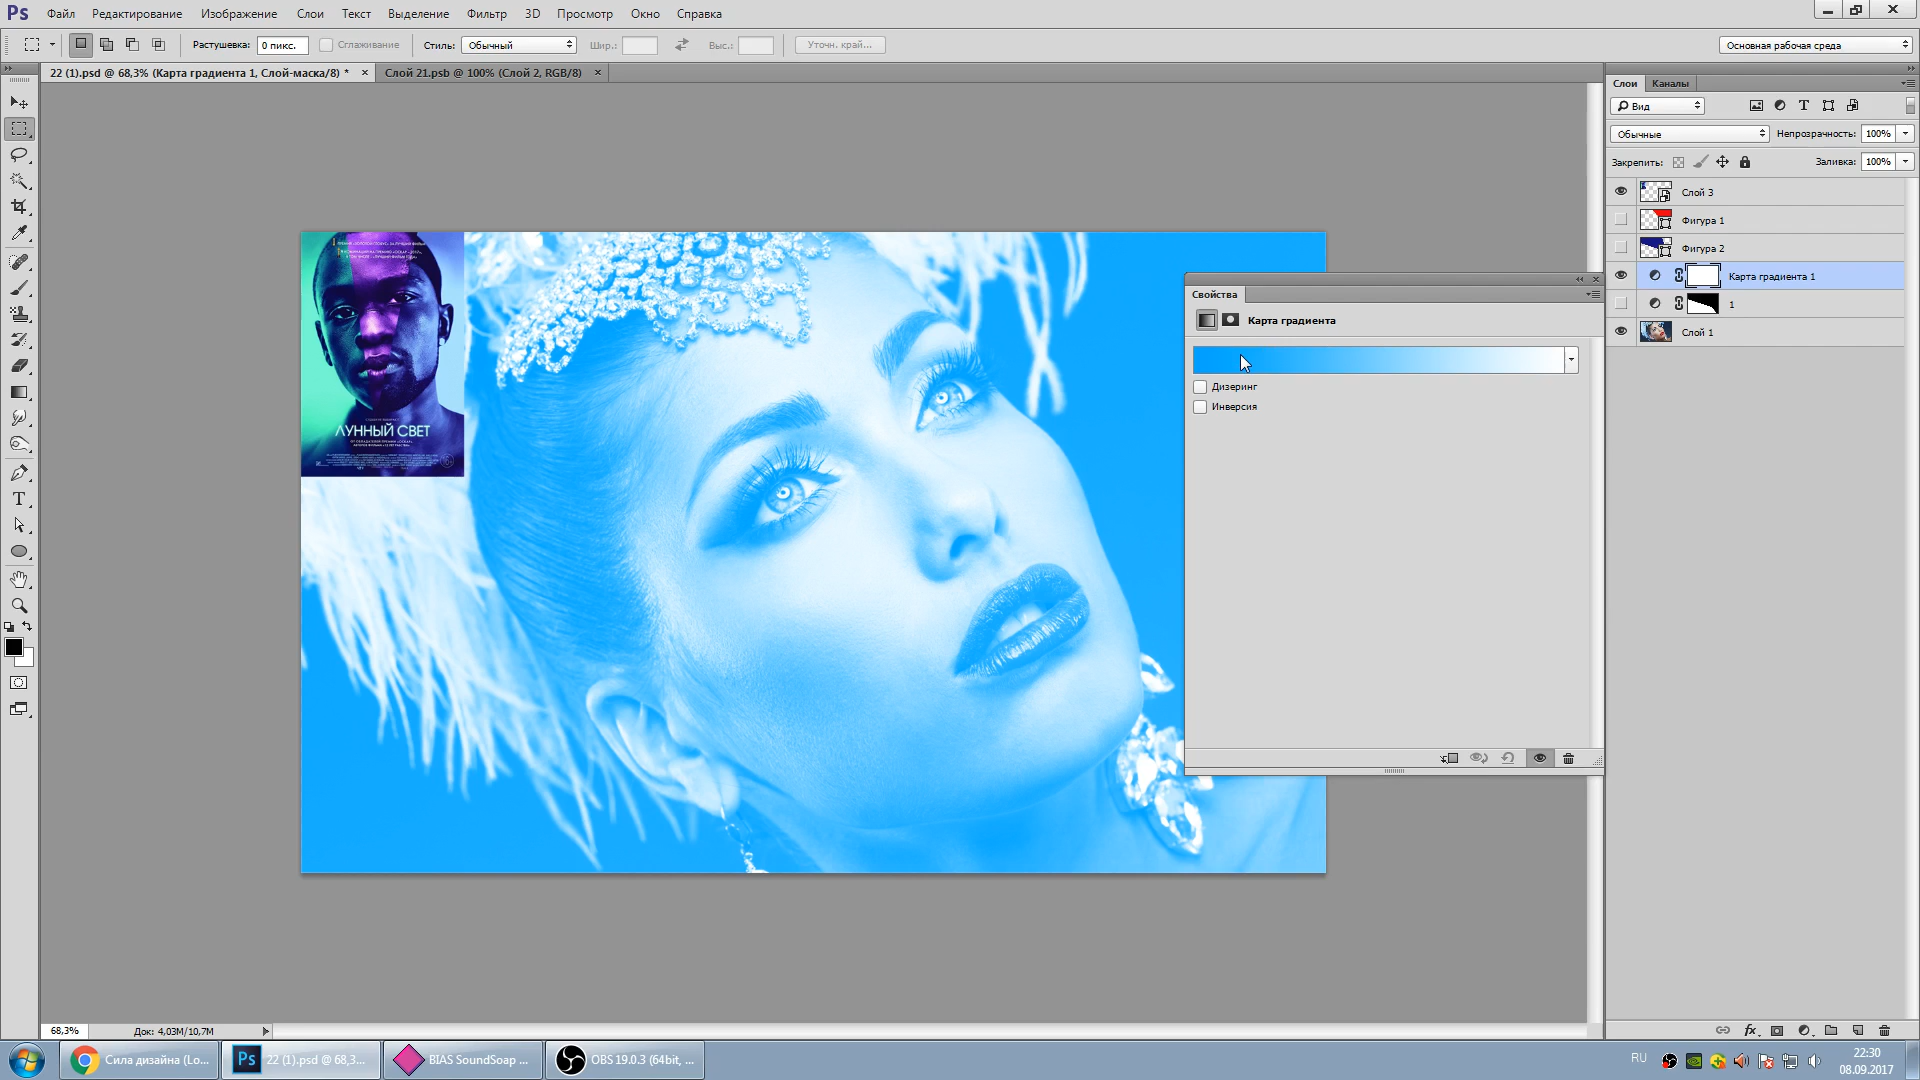 Ps Файл Редактирование Изображение Слои Текст Выделение Фильтр 3D Просмотр Окно Справка
Растушевка: 0 пикс. Сглаживание Стиль: Обычный Шир.: Выс.: Уточн. край... Основная рабочая среда
22 (1).psd @ 68,3% (Карта градиента 1, Слой-маска/8) * × Слой 21.psb @ 100% (Слой 2, RGB/8) ×
Слои Каналы
Вид
Обычные Непрозрачность: 100%
Закрепить: Заливка: 100%
Слой 3
Фигура 1
Фигура 2
Карта градиента 1
1
Слой 1
ЛУННЫЙ СВЕТ
Свойства
Карта градиента
Дизеринг
Инверсия
68,3% Док: 4,03M/10,7M
Сила дизайна (Lo... Ps 22 (1).psd @ 68,3... BIAS SoundSoap ... OBS 19.0.3 (64bit, ...
RU
22:30
08.09.2017